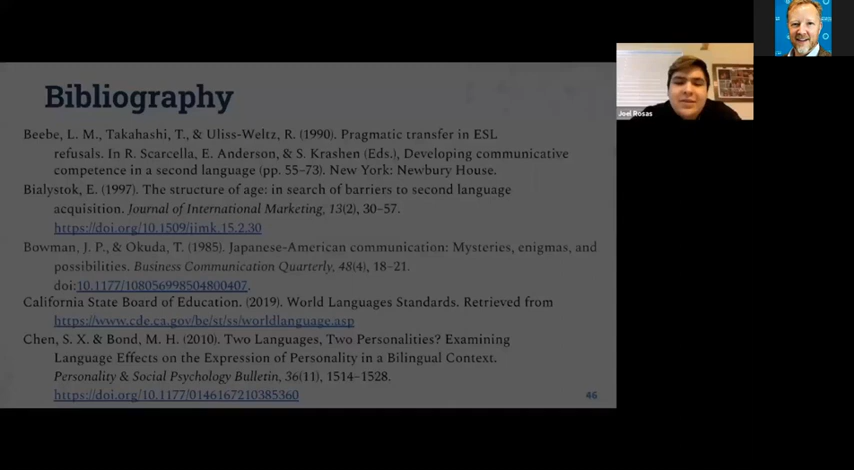 Bibliography
Beebe, L. M., Takahashi, T., & Uliss-Weltz, R. (1990). Pragmatic transfer in ESL
refusals. In R. Scarcella, E. Anderson, & S. Krashen (Eds.), Developing communicative
competence in a second language (pp. 55–73). New York: Newbury House.
Bialystok, E. (1997). The structure of age: in search of barriers to second language
acquisition. Journal of International Marketing, 13(2), 30–57.
https://doi.org/10.1509/jimk.15.2.30
Bowman, J. P., & Okuda, T. (1985). Japanese-American communication: Mysteries, enigmas, and
possibilities. Business Communication Quarterly, 48(4), 18–21.
doi:10.1177/108056998504800407.
California State Board of Education. (2019). World Languages Standards. Retrieved from
https://www.cde.ca.gov/be/st/ss/worldlanguage.asp
Chen, S. X. & Bond, M. H. (2010). Two Languages, Two Personalities? Examining
Language Effects on the Expression of Personality in a Bilingual Context.
Personality & Social Psychology Bulletin, 36(11), 1514–1528.
https://doi.org/10.1177/0146167210385360
46
Joel Rosas